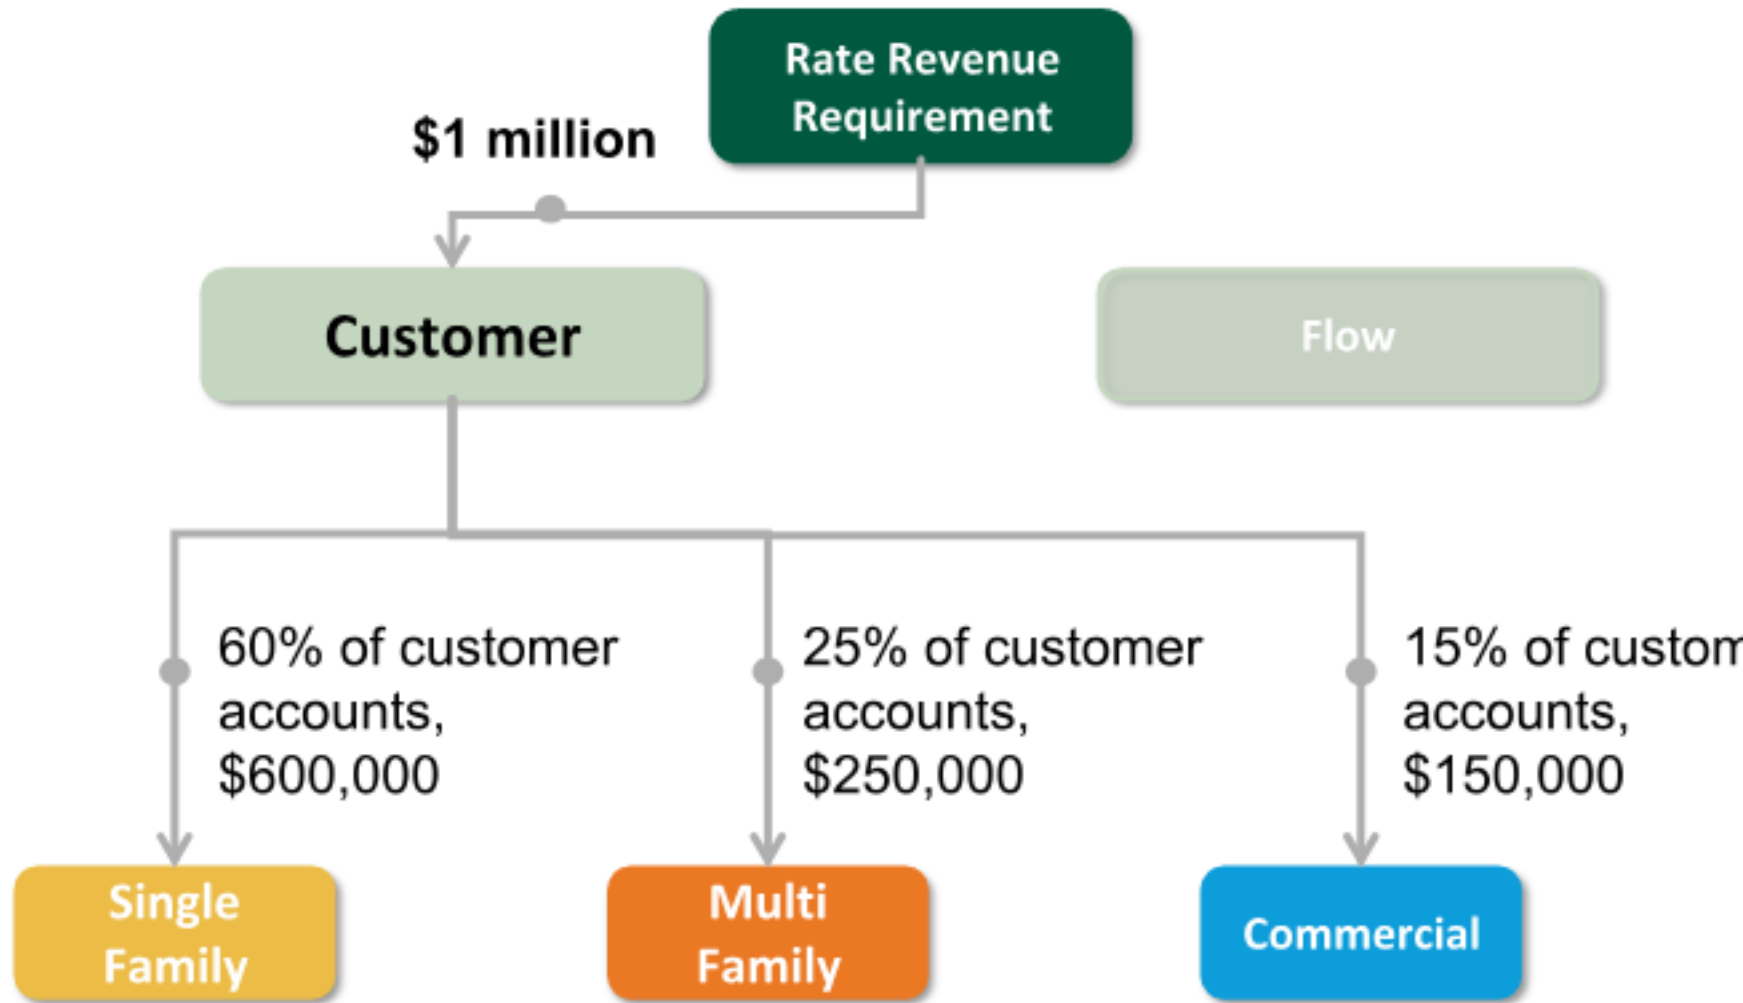 Rate Revenue
Requirement
$1 million
Customer
Flow
60% of customer
accounts,
$600,000
25% of customer
accounts,
$250,000
15% of custom
accounts,
$150,000
Single
Family
Multi
Family
Commercial